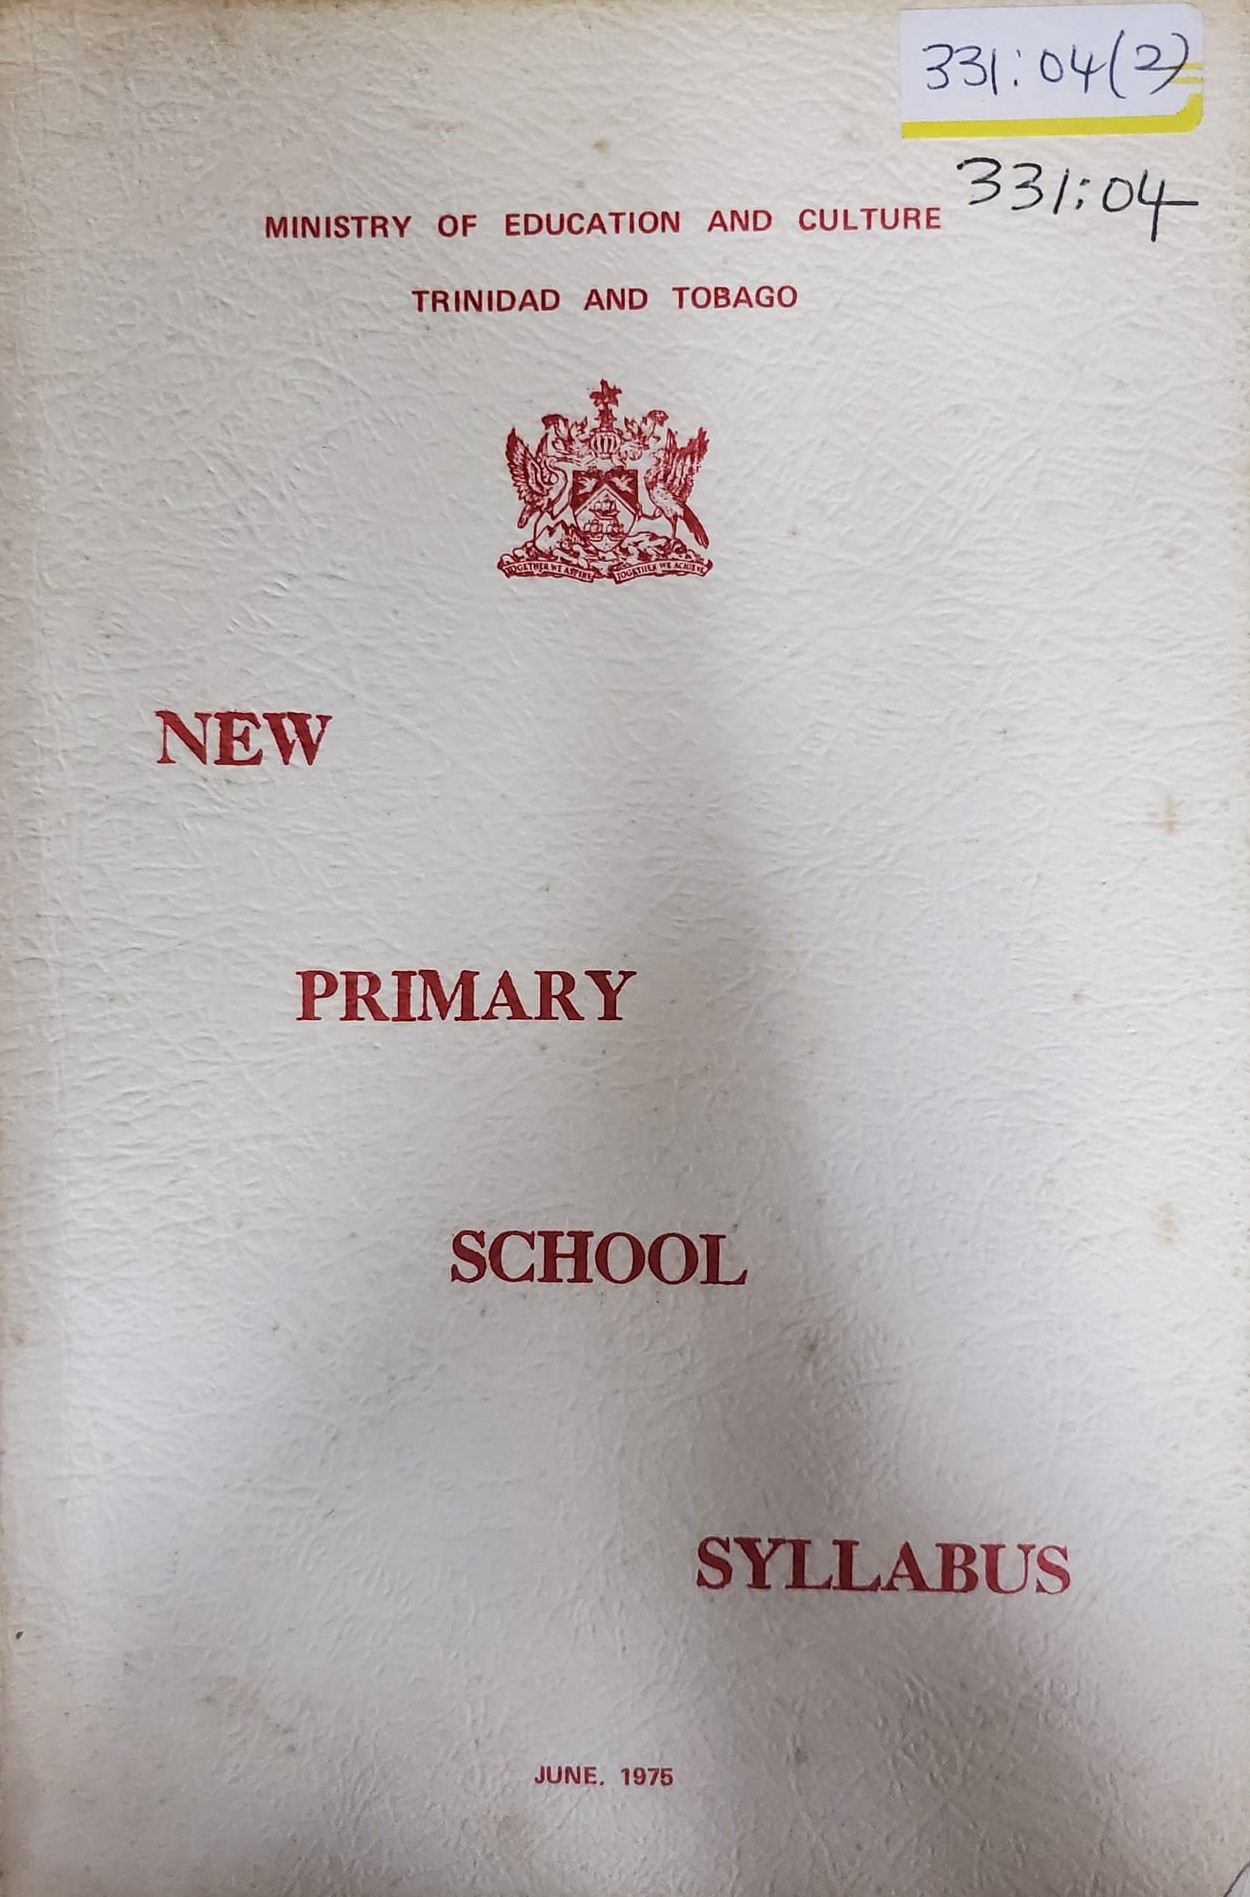 331:04(2)
331:04
MINISTRY OF EDUCATION AND CULTURE
TRINIDAD AND TOBAGO
TOGETHER WE ASPIRE TOGETHER WE ACHIEVE
NEW
PRIMARY
SCHOOL
SYLLABUS
JUNE. 1975